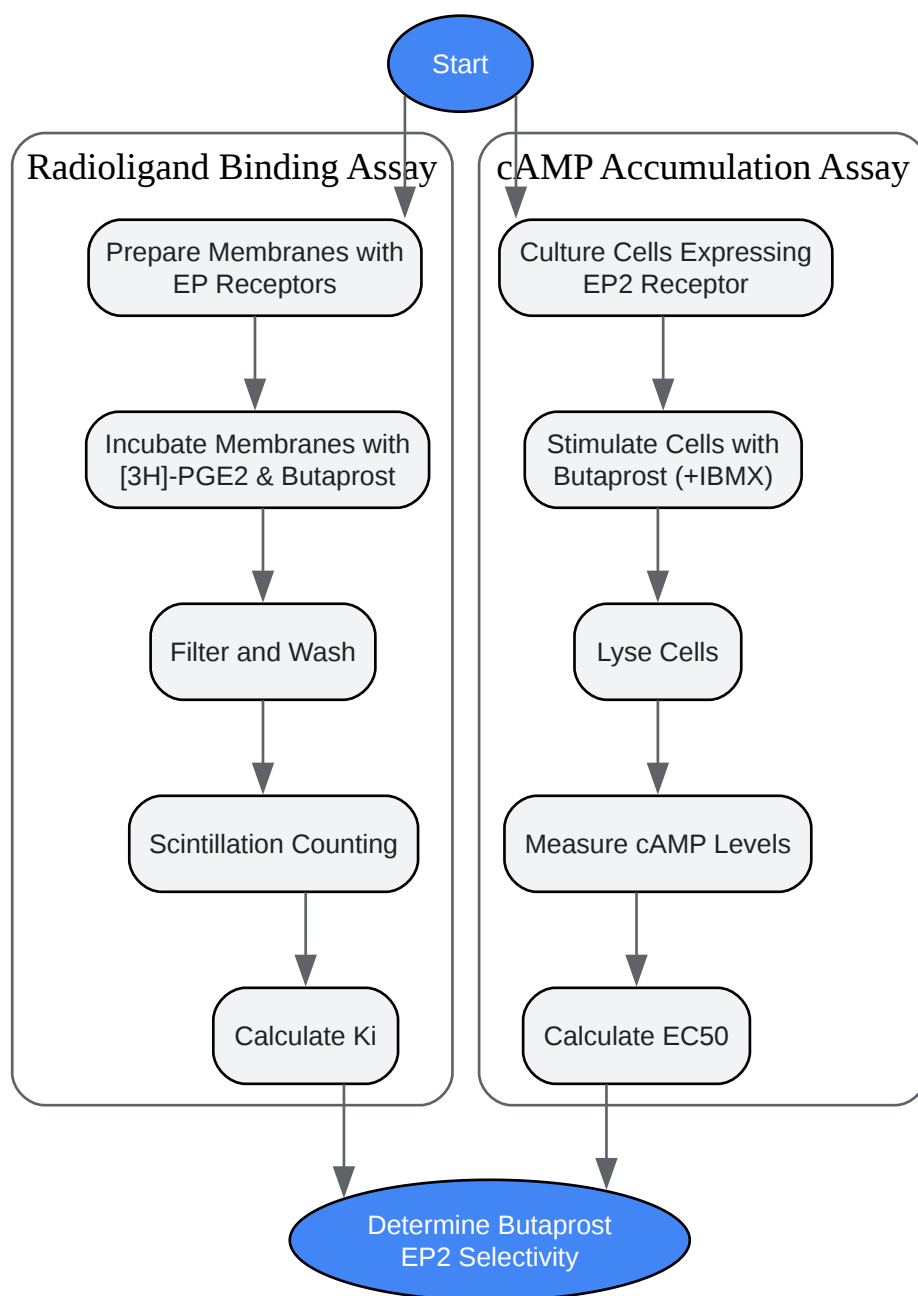 Start
Radioligand Binding Assay
Prepare Membranes with
EP Receptors
Incubate Membranes with
[3H]-PGE2 & Butaprost
Filter and Wash
Scintillation Counting
Calculate Ki
cAMP Accumulation Assay
Culture Cells Expressing
EP2 Receptor
Stimulate Cells with
Butaprost (+IBMX)
Lyse Cells
Measure cAMP Levels
Calculate EC50
Determine Butaprost
EP2 Selectivity